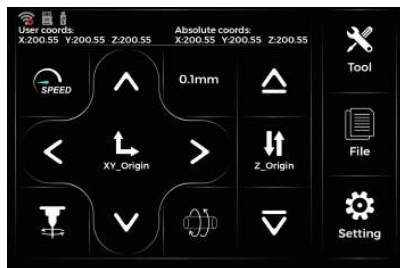 User coords:
X:200.55 Y:200.55 Z:200.55
Absolute coords:
X:200.55 Y:200.55 Z:200.55
Tool
SPEED
0.1mm
XY_Origin
Z_Origin
File
Setting